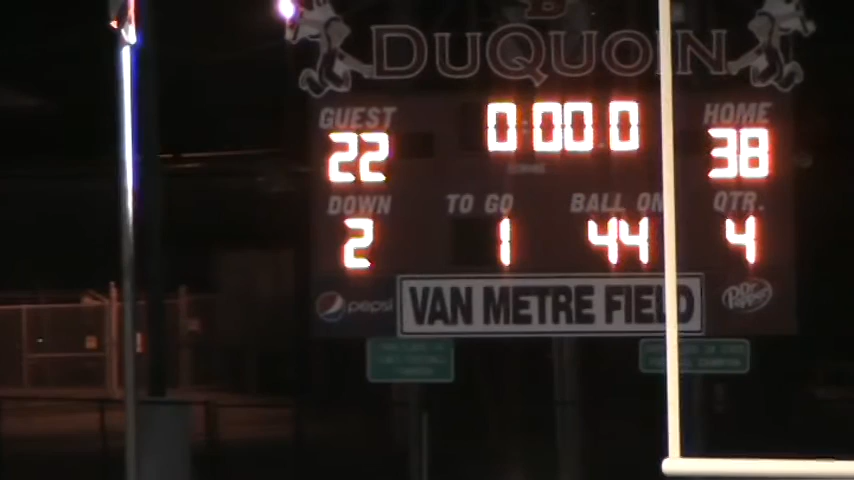 DUQUOIN
GUEST HOME
22 0:00.0 38
DOWN TO GO BALL ON QTR.
2 1 44 4
pepsi VAN METRE FIELD Dr Pepper